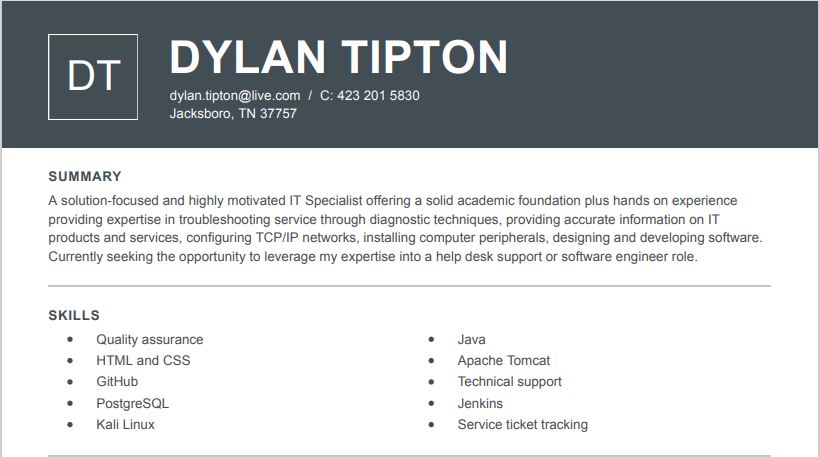 DT
DYLAN TIPTON
dylan.tipton@live.com / C: 423 201 5830
Jacksboro, TN 37757
SUMMARY
A solution-focused and highly motivated IT Specialist offering a solid academic foundation plus hands on experience
providing expertise in troubleshooting service through diagnostic techniques, providing accurate information on IT
products and services, configuring TCP/IP networks, installing computer peripherals, designing and developing software.
Currently seeking the opportunity to leverage my expertise into a help desk support or software engineer role.
SKILLS
• Quality assurance
• HTML and CSS
• GitHub
• PostgreSQL
• Kali Linux
• Java
• Apache Tomcat
• Technical support
• Jenkins
• Service ticket tracking